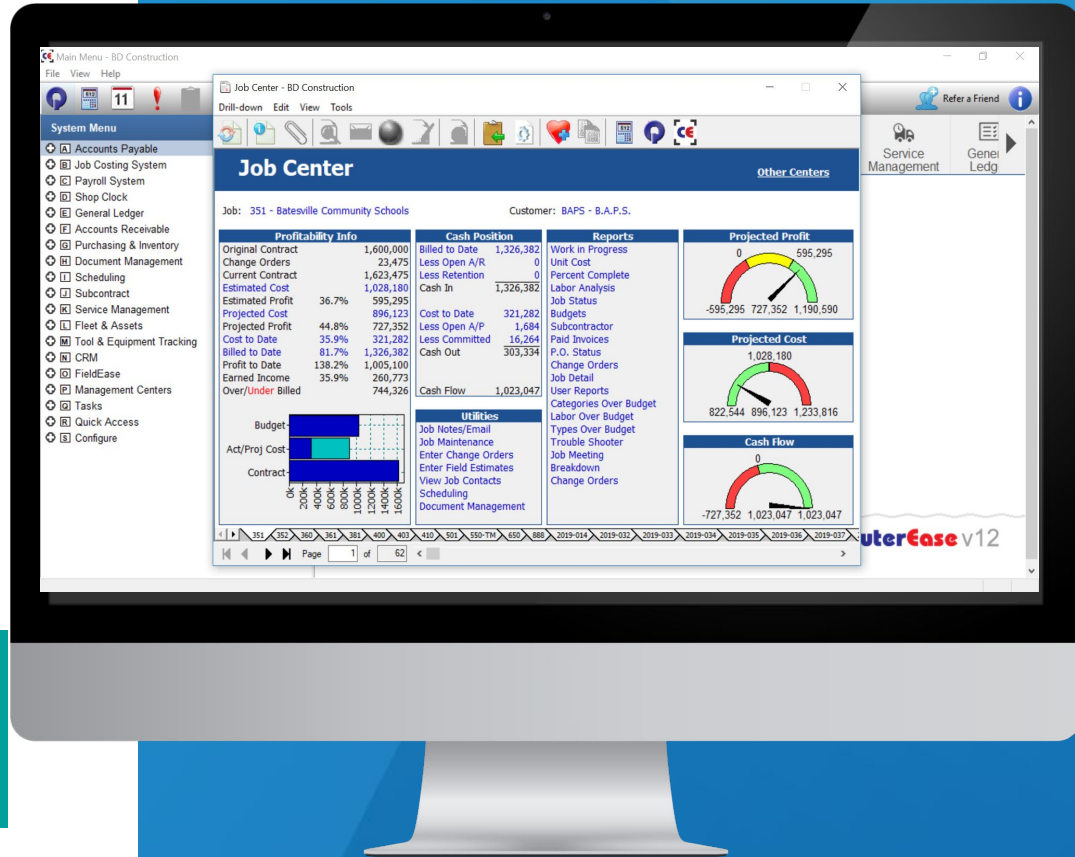 Main Menu - BD Construction
File View Help
11
Refer a Friend
System Menu
A Accounts Payable
B Job Costing System
C Payroll System
D Shop Clock
E General Ledger
F Accounts Receivable
G Purchasing & Inventory
H Document Management
I Scheduling
J Subcontract
K Service Management
L Fleet & Assets
M Tool & Equipment Tracking
N CRM
O FieldEase
P Management Centers
Q Tasks
R Quick Access
S Configure
Service
Management
Gene
Ledg
Job Center - BD Construction
Drill-down Edit View Tools
Job Center
Other Centers
Job: 351 - Batesville Community Schools
Customer: BAPS - B.A.P.S.
Profitability Info
Original Contract 1,600,000
Change Orders 23,475
Current Contract 1,623,475
Estimated Cost 1,028,180
Estimated Profit 36.7% 595,295
Projected Cost 896,123
Projected Profit 44.8% 727,352
Cost to Date 35.9% 321,282
Billed to Date 81.7% 1,326,382
Profit to Date 138.2% 1,005,100
Earned Income 35.9% 260,773
Over/Under Billed 744,326
Budget
Act/Proj Cost
Contract
0k 200k 400k 600k 800k 1000k 1200k 1400k 1600k
Cash Position
Billed to Date 1,326,382
Less Open A/R 0
Less Retention 0
Cash In 1,326,382
Cost to Date 321,282
Less Open A/P 1,684
Less Committed 16,264
Cash Out 303,334
Cash Flow 1,023,047
Utilities
Job Notes/Email
Job Maintenance
Enter Change Orders
Enter Field Estimates
View Job Contacts
Scheduling
Document Management
Reports
Work in Progress
Unit Cost
Percent Complete
Labor Analysis
Job Status
Budgets
Subcontractor
Paid Invoices
P.O. Status
Change Orders
Job Detail
User Reports
Categories Over Budget
Labor Over Budget
Types Over Budget
Trouble Shooter
Job Meeting
Breakdown
Change Orders
Projected Profit
0 595,295
-595,295 727,352 1,190,590
Projected Cost
1,028,180
822,544 896,123 1,233,816
Cash Flow
0
-727,352 1,023,047 1,023,047
351 352 360 361 381 400 403 410 501 550-TM 650 888 2019-014 2019-032 2019-033 2019-034 2019-035 2019-036 2019-037
Page 1 of 62
uterEase v12